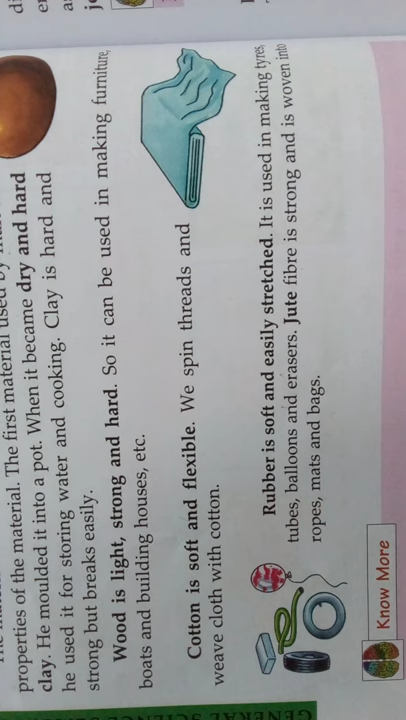 properties of the material. The first material used by
clay. He moulded it into a pot. When it became dry and hard
he used it for storing water and cooking. Clay is hard and
strong but breaks easily.
Wood is light, strong and hard. So it can be used in making furniture,
boats and building houses, etc.
Cotton is soft and flexible. We spin threads and
weave cloth with cotton.
Rubber is soft and easily stretched. It is used in making tyres,
tubes, balloons and erasers. Jute fibre is strong and is woven into
ropes, mats and bags.
Know More
GENERAL SCIENCE